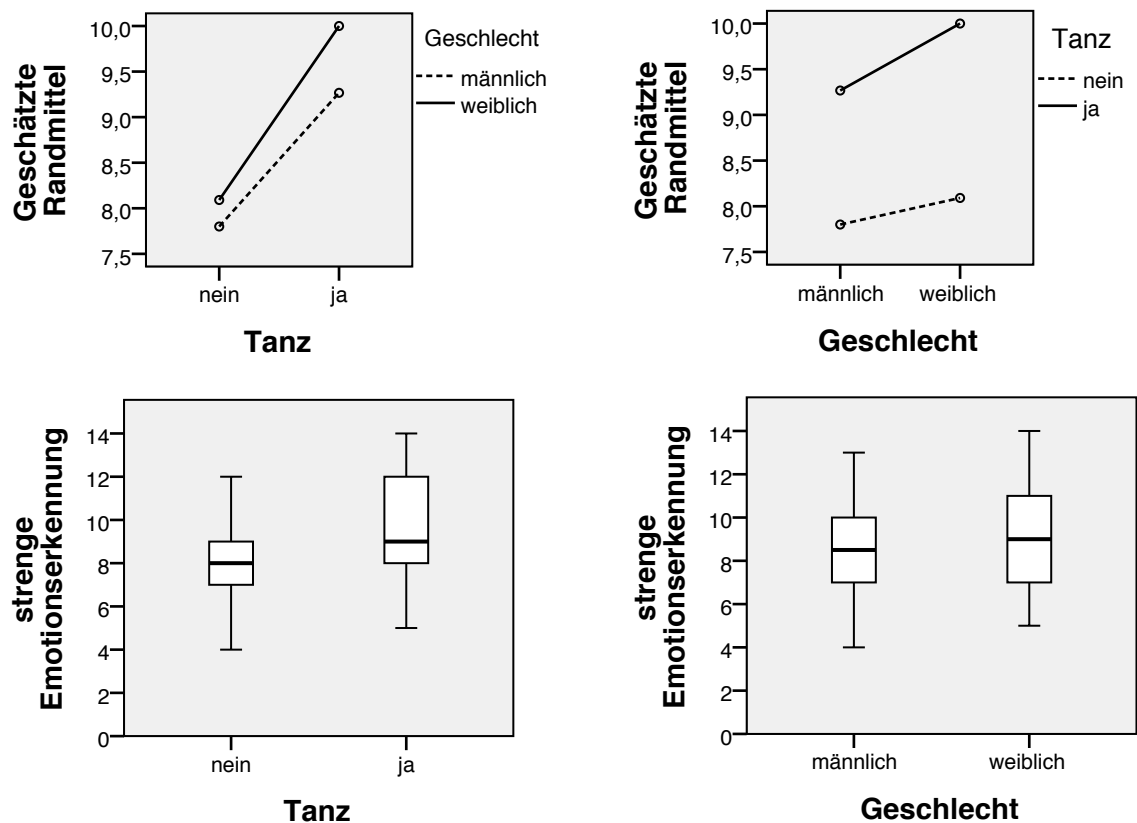 Geschätzte
Randmittel
10,0
9,5
9,0
8,5
8,0
7,5
nein
ja
Tanz
Geschlecht
männlich
weiblich
Geschätzte
Randmittel
10,0
9,5
9,0
8,5
8,0
7,5
männlich
weiblich
Geschlecht
Tanz
nein
ja
strenge
Emotionserkennung
14
12
10
8
6
4
2
0
nein
ja
Tanz
strenge
Emotionserkennung
14
12
10
8
6
4
2
0
männlich
weiblich
Geschlecht